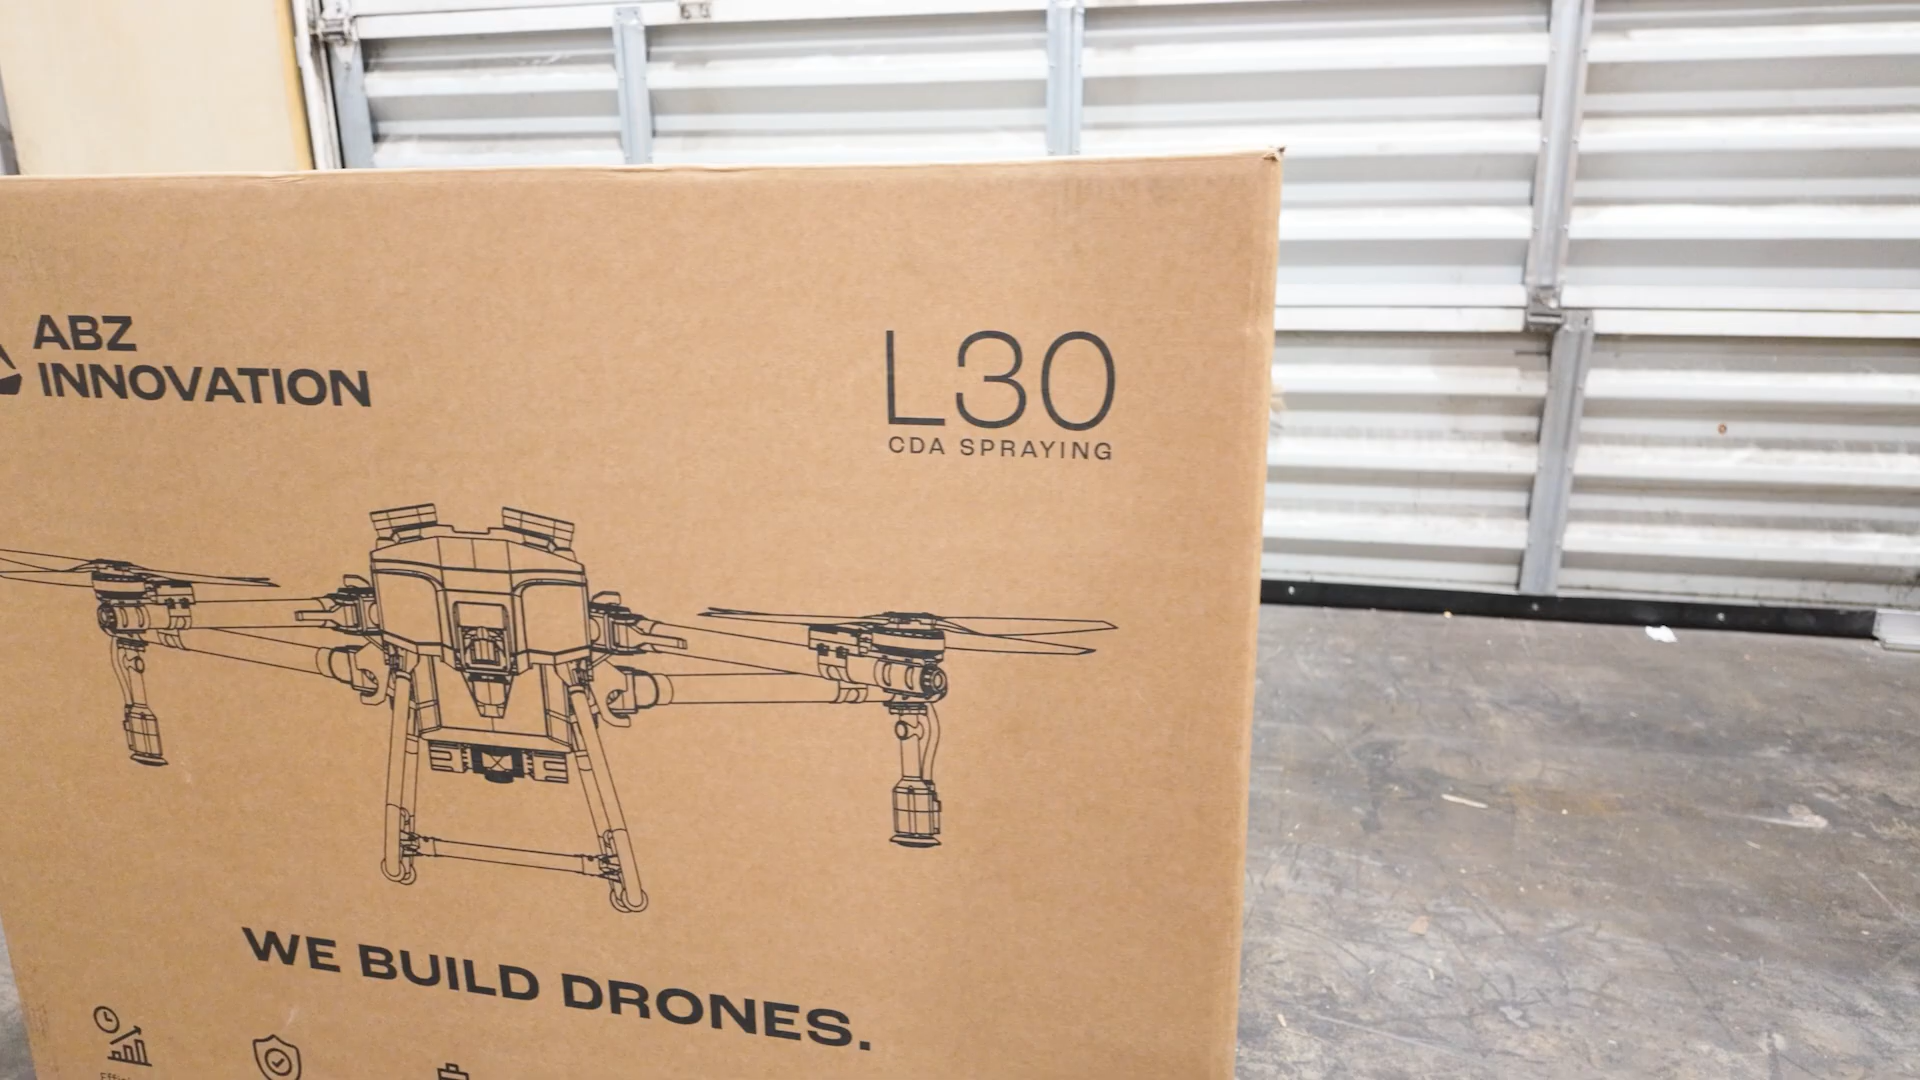 ABZ
INNOVATION
L30
CDA SPRAYING
WE BUILD DRONES.